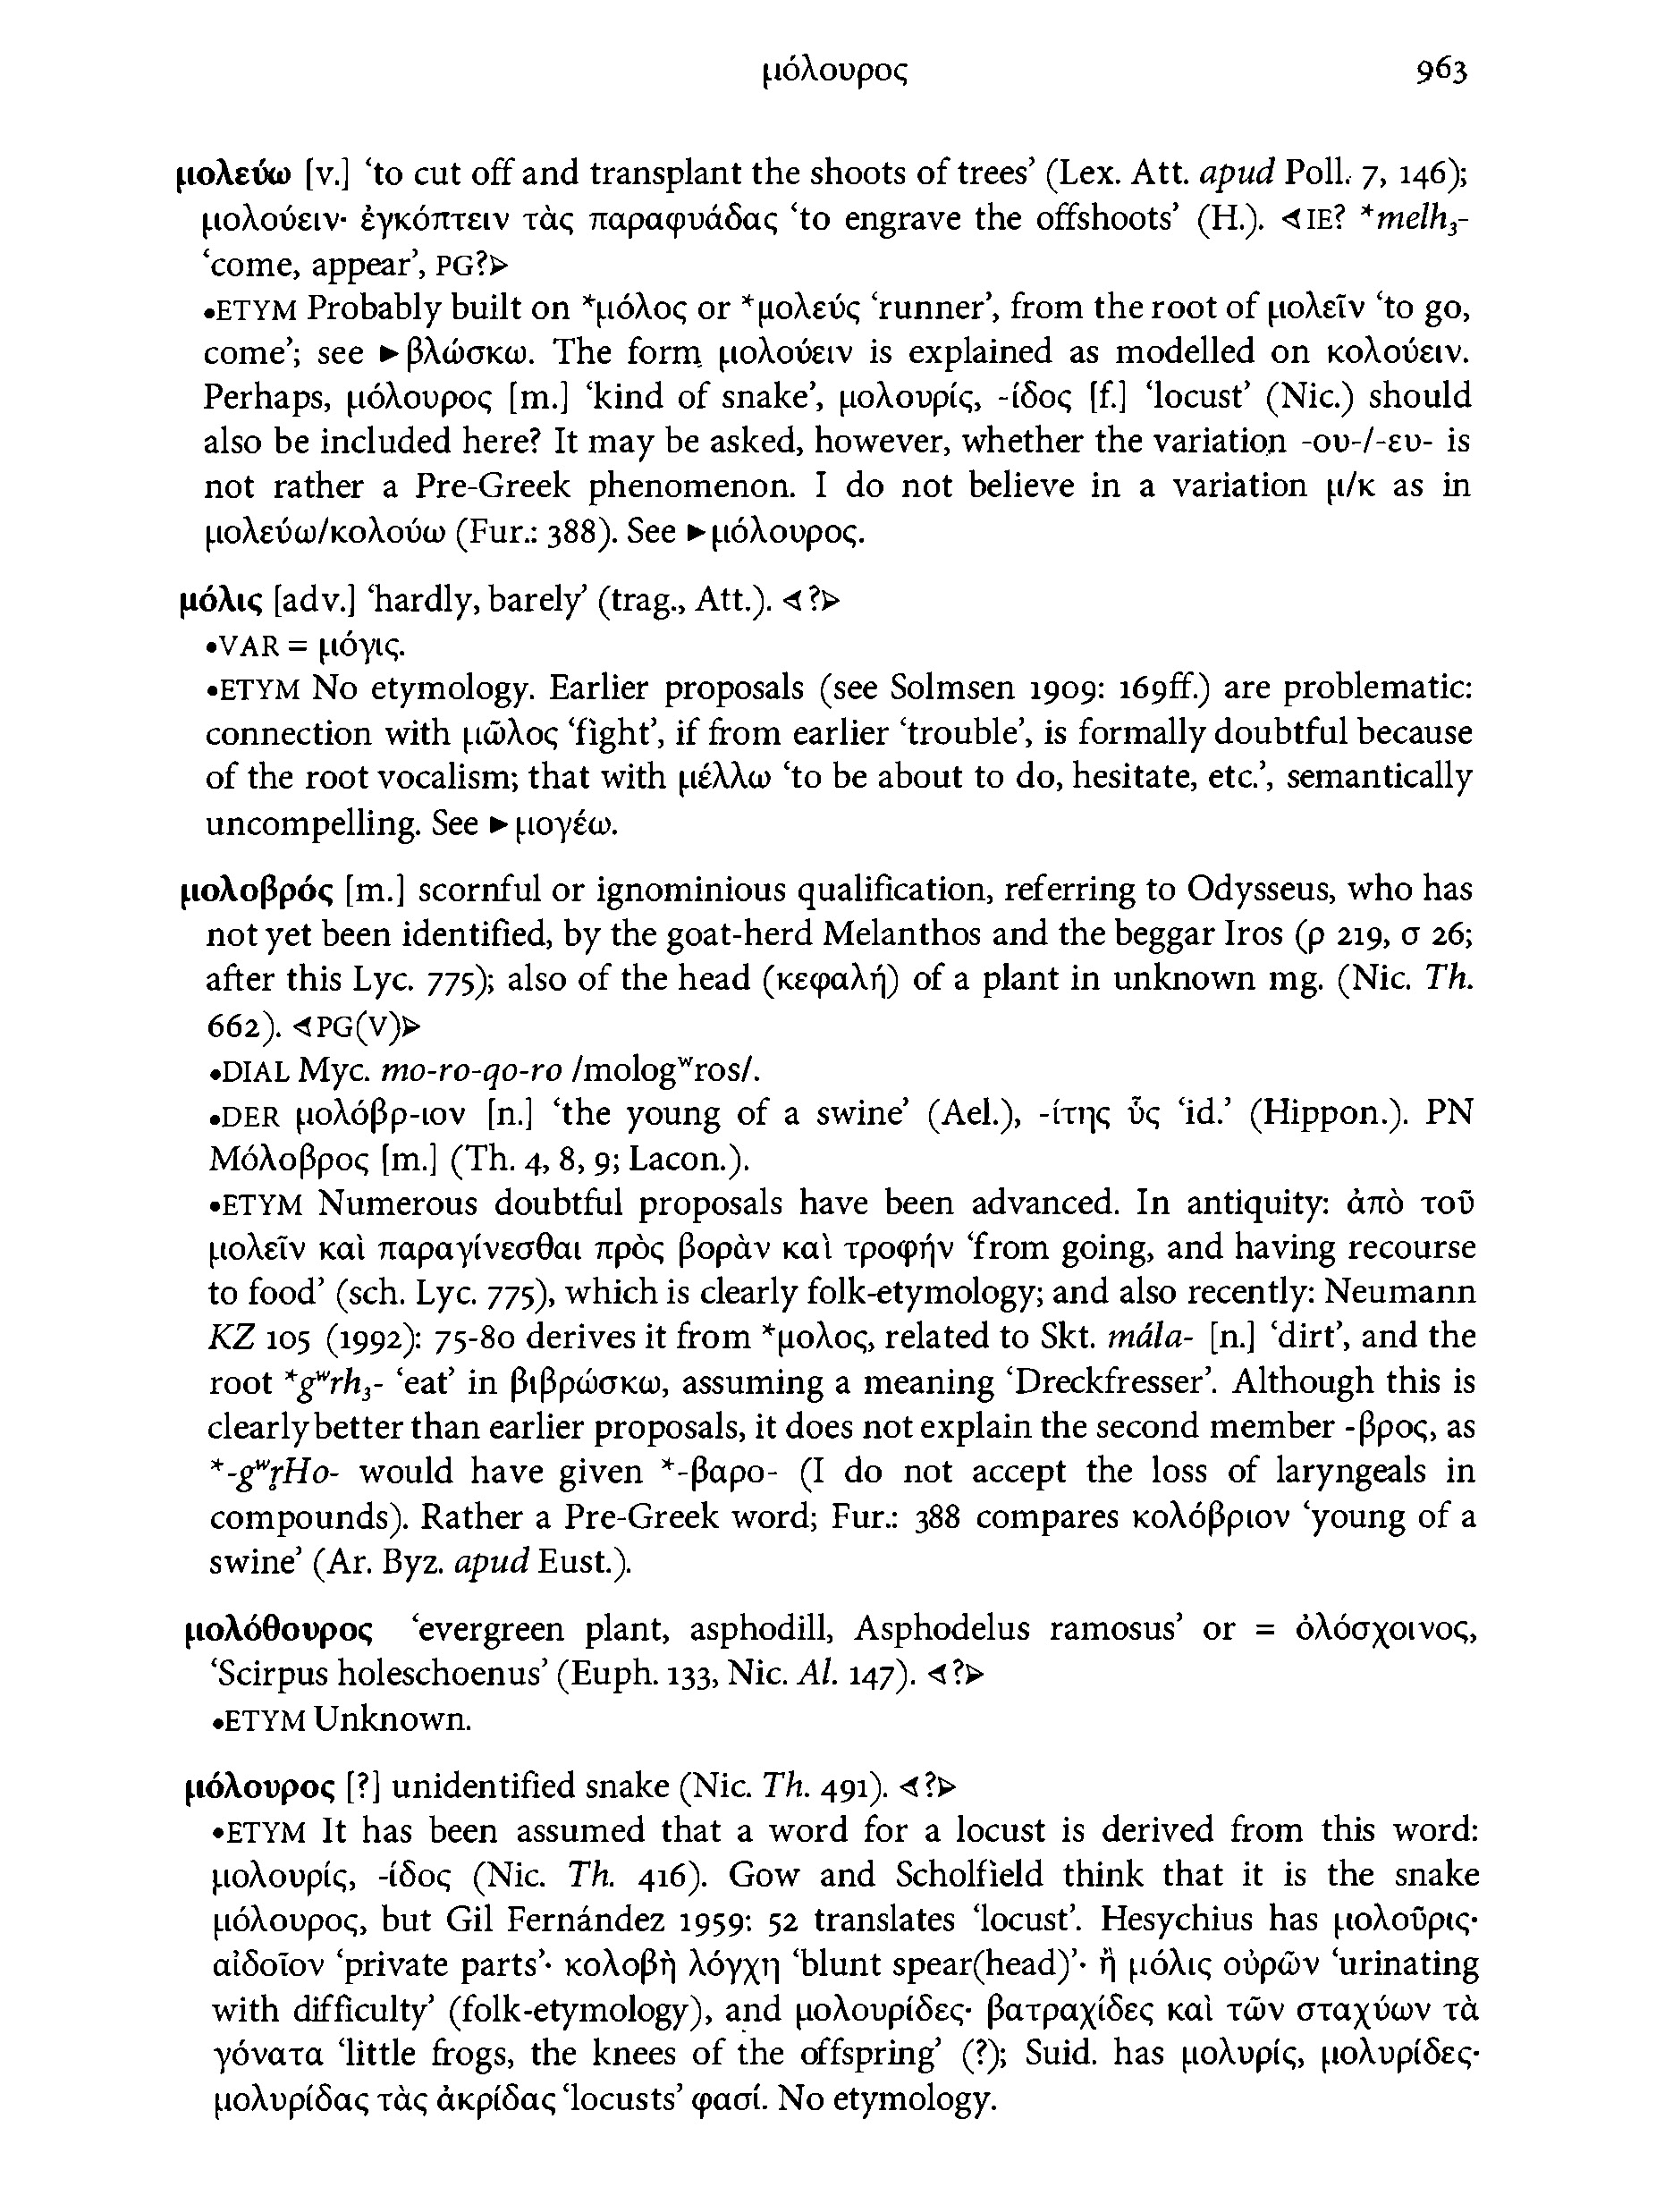 μόλουρος 963
μολεύω [v.] ‘to cut off and transplant the shoots of trees’ (Lex. Att. apud Poll. 7, 146);
μολούειν· ἐγκόπτειν τὰς παραφυάδας ‘to engrave the offshoots’ (H.). ⊲IE? *melh₃-
‘come, appear’, PG?⊳
•ETYM Probably built on *μόλος or *μολεύς ‘runner’, from the root of μολεῖν ‘to go,
come’; see ►βλώσκω. The form μολούειν is explained as modelled on κολούειν.
Perhaps, μόλουρος [m.] ‘kind of snake’, μολουρίς, -ίδος [f.] ‘locust’ (Nic.) should
also be included here? It may be asked, however, whether the variation -ου-/-ευ- is
not rather a Pre-Greek phenomenon. I do not believe in a variation μ/κ as in
μολεύω/κολούω (Fur.: 388). See ►μόλουρος.
μόλις [adv.] ‘hardly, barely’ (trag., Att.). ⊲?⊳
•VAR = μόγις.
•ETYM No etymology. Earlier proposals (see Solmsen 1909: 169ff.) are problematic:
connection with μῶλος ‘fight’, if from earlier ‘trouble’, is formally doubtful because
of the root vocalism; that with μέλλω ‘to be about to do, hesitate, etc.’, semantically
uncompelling. See ►μογέω.
μολοβρός [m.] scornful or ignominious qualification, referring to Odysseus, who has
not yet been identified, by the goat-herd Melanthos and the beggar Iros (ρ 219, σ 26;
after this Lyc. 775); also of the head (κεφαλή) of a plant in unknown mg. (Nic. Th.
662). ⊲PG(V)⊳
•DIAL Myc. mo-ro-qo-ro /mologʷros/.
•DER μολόβρ-ιον [n.] ‘the young of a swine’ (Ael.), -ίτης ὗς ‘id.’ (Hippon.). PN
Μόλοβρος [m.] (Th. 4, 8, 9; Lacon.).
•ETYM Numerous doubtful proposals have been advanced. In antiquity: ἀπὸ τοῦ
μολεῖν καὶ παραγίνεσθαι πρὸς βορὰν καὶ τροφήν ‘from going, and having recourse
to food’ (sch. Lyc. 775), which is clearly folk-etymology; and also recently: Neumann
KZ 105 (1992): 75-80 derives it from *μολος, related to Skt. mála- [n.] ‘dirt’, and the
root *gʷrh₃- ‘eat’ in βιβρώσκω, assuming a meaning ‘Dreckfresser’. Although this is
clearly better than earlier proposals, it does not explain the second member -βρος, as
*-gʷr̥Ho- would have given *-βαρο- (I do not accept the loss of laryngeals in
compounds). Rather a Pre-Greek word; Fur.: 388 compares κολόβριον ‘young of a
swine’ (Ar. Byz. apud Eust.).
μολόθουρος ‘evergreen plant, asphodill, Asphodelus ramosus’ or = ὁλόσχοινος,
‘Scirpus holeschoenus’ (Euph. 133, Nic. Al. 147). ⊲?⊳
•ETYM Unknown.
μόλουρος [?] unidentified snake (Nic. Th. 491). ⊲?⊳
•ETYM It has been assumed that a word for a locust is derived from this word:
μολουρίς, -ίδος (Nic. Th. 416). Gow and Scholfield think that it is the snake
μόλουρος, but Gil Fernández 1959: 52 translates ‘locust’. Hesychius has μολοῦρις·
αἰδοῖον ‘private parts’· κολοβὴ λόγχη ‘blunt spear(head)’· ἢ μόλις οὐρῶν ‘urinating
with difficulty’ (folk-etymology), and μολουρίδες· βατραχίδες καὶ τῶν σταχύων τὰ
γόνατα ‘little frogs, the knees of the offspring’ (?); Suid. has μολυρίς, μολυρίδες·
μολυρίδας τὰς ἀκρίδας ‘locusts’ φασί. No etymology.